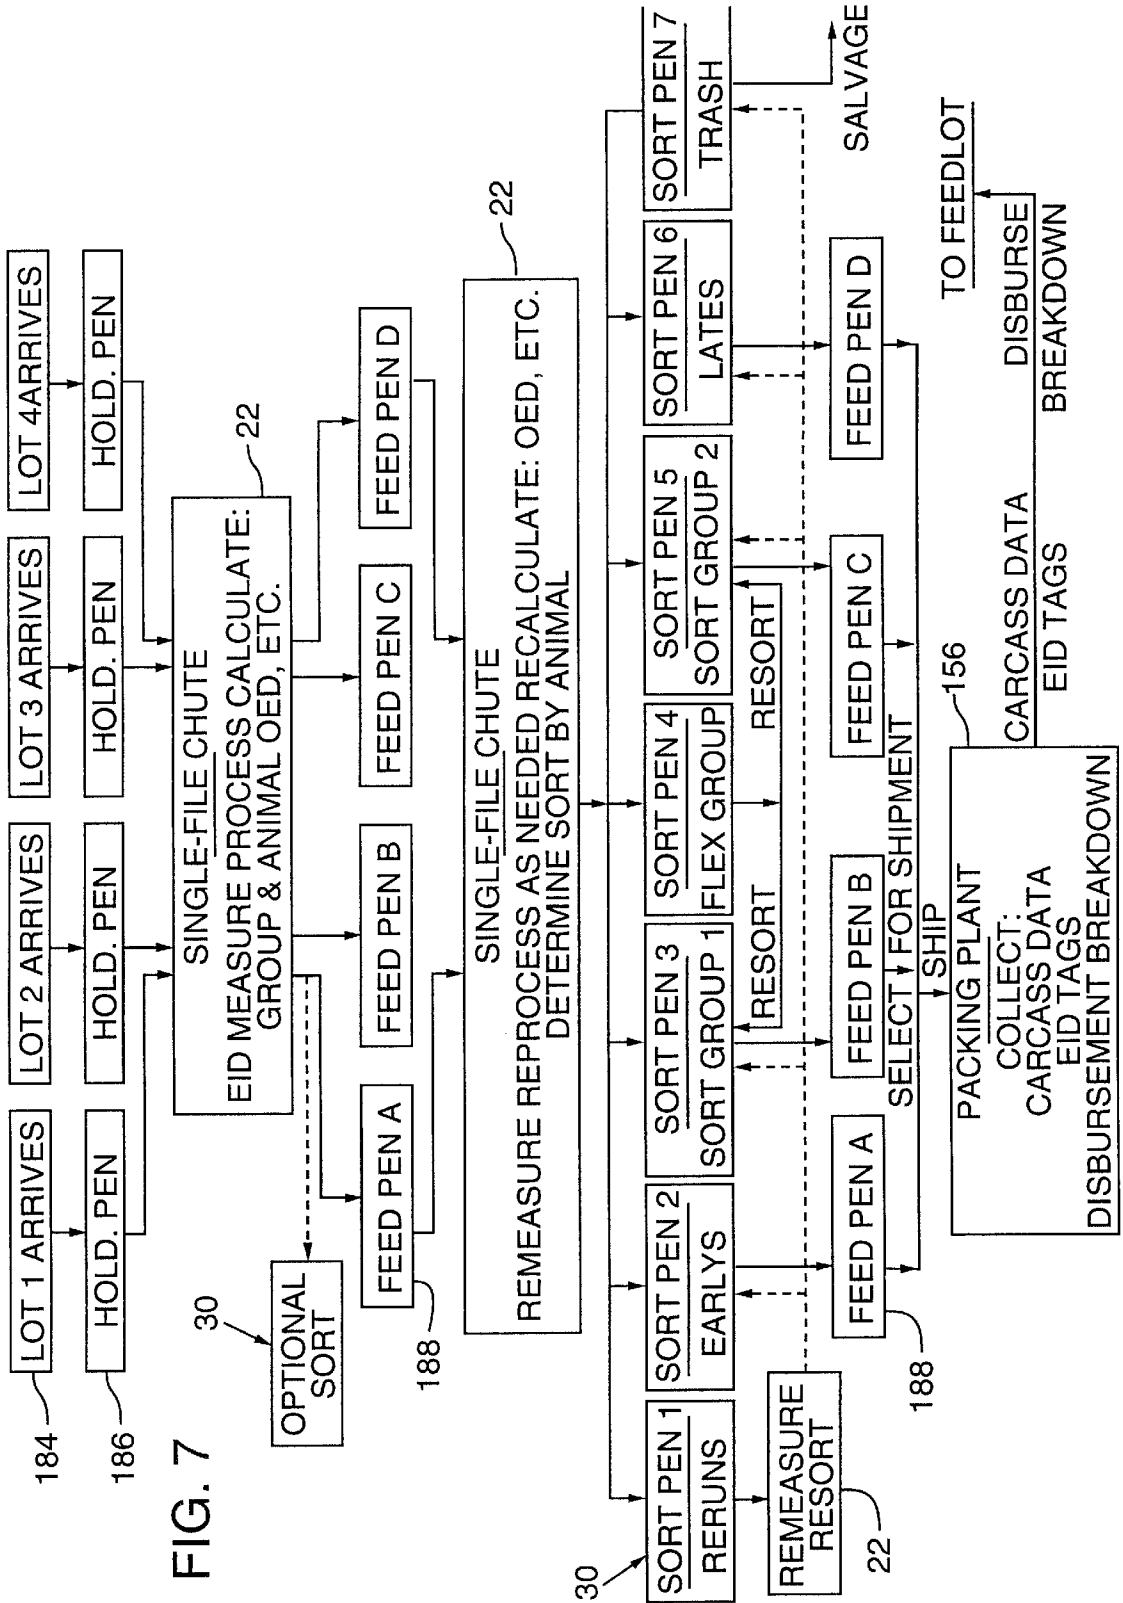 LOT 1 ARRIVES
LOT 2 ARRIVES
LOT 3 ARRIVES
LOT 4ARRIVES
184
HOLD. PEN
HOLD. PEN
HOLD. PEN
HOLD. PEN
186
FIG. 7
SINGLE-FILE CHUTE
EID MEASURE PROCESS CALCULATE:
GROUP & ANIMAL OED, ETC.
22
30
OPTIONAL
SORT
FEED PEN A
FEED PEN B
FEED PEN C
FEED PEN D
188
SINGLE-FILE CHUTE
REMEASURE REPROCESS AS NEEDED RECALCULATE: OED, ETC.
DETERMINE SORT BY ANIMAL
22
30
SORT PEN 1
RERUNS
SORT PEN 2
EARLYS
SORT PEN 3
SORT GROUP 1
SORT PEN 4
FLEX GROUP
SORT PEN 5
SORT GROUP 2
SORT PEN 6
LATES
SORT PEN 7
TRASH
RESORT
RESORT
REMEASURE
RESORT
22
SALVAGE
FEED PEN A
FEED PEN B
FEED PEN C
FEED PEN D
188
SELECT FOR SHIPMENT
SHIP
PACKING PLANT
COLLECT:
CARCASS DATA
EID TAGS
DISBURSEMENT BREAKDOWN
156
CARCASS DATA
EID TAGS
DISBURSE
BREAKDOWN
TO FEEDLOT